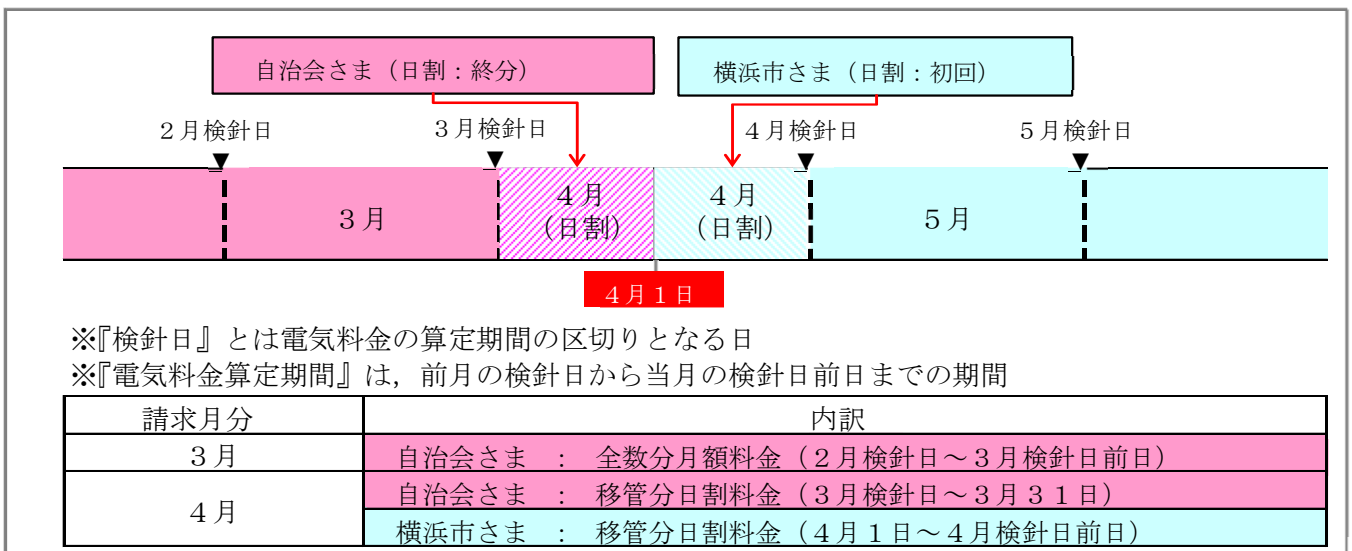 自治会さま（日割：終分）
横浜市さま（日割：初回）
２月検針日
３月検針日
４月検針日
５月検針日
３月
４月
（日割）
４月
（日割）
５月
４月１日
※『検針日』とは電気料金の算定期間の区切りとなる日
※『電気料金算定期間』は，前月の検針日から当月の検針日前日までの期間
請求月分 内訳
３月 自治会さま ： 全数分月額料金（２月検針日～３月検針日前日）
４月 自治会さま ： 移管分日割料金（３月検針日～３月３１日）
横浜市さま ： 移管分日割料金（４月１日～４月検針日前日）